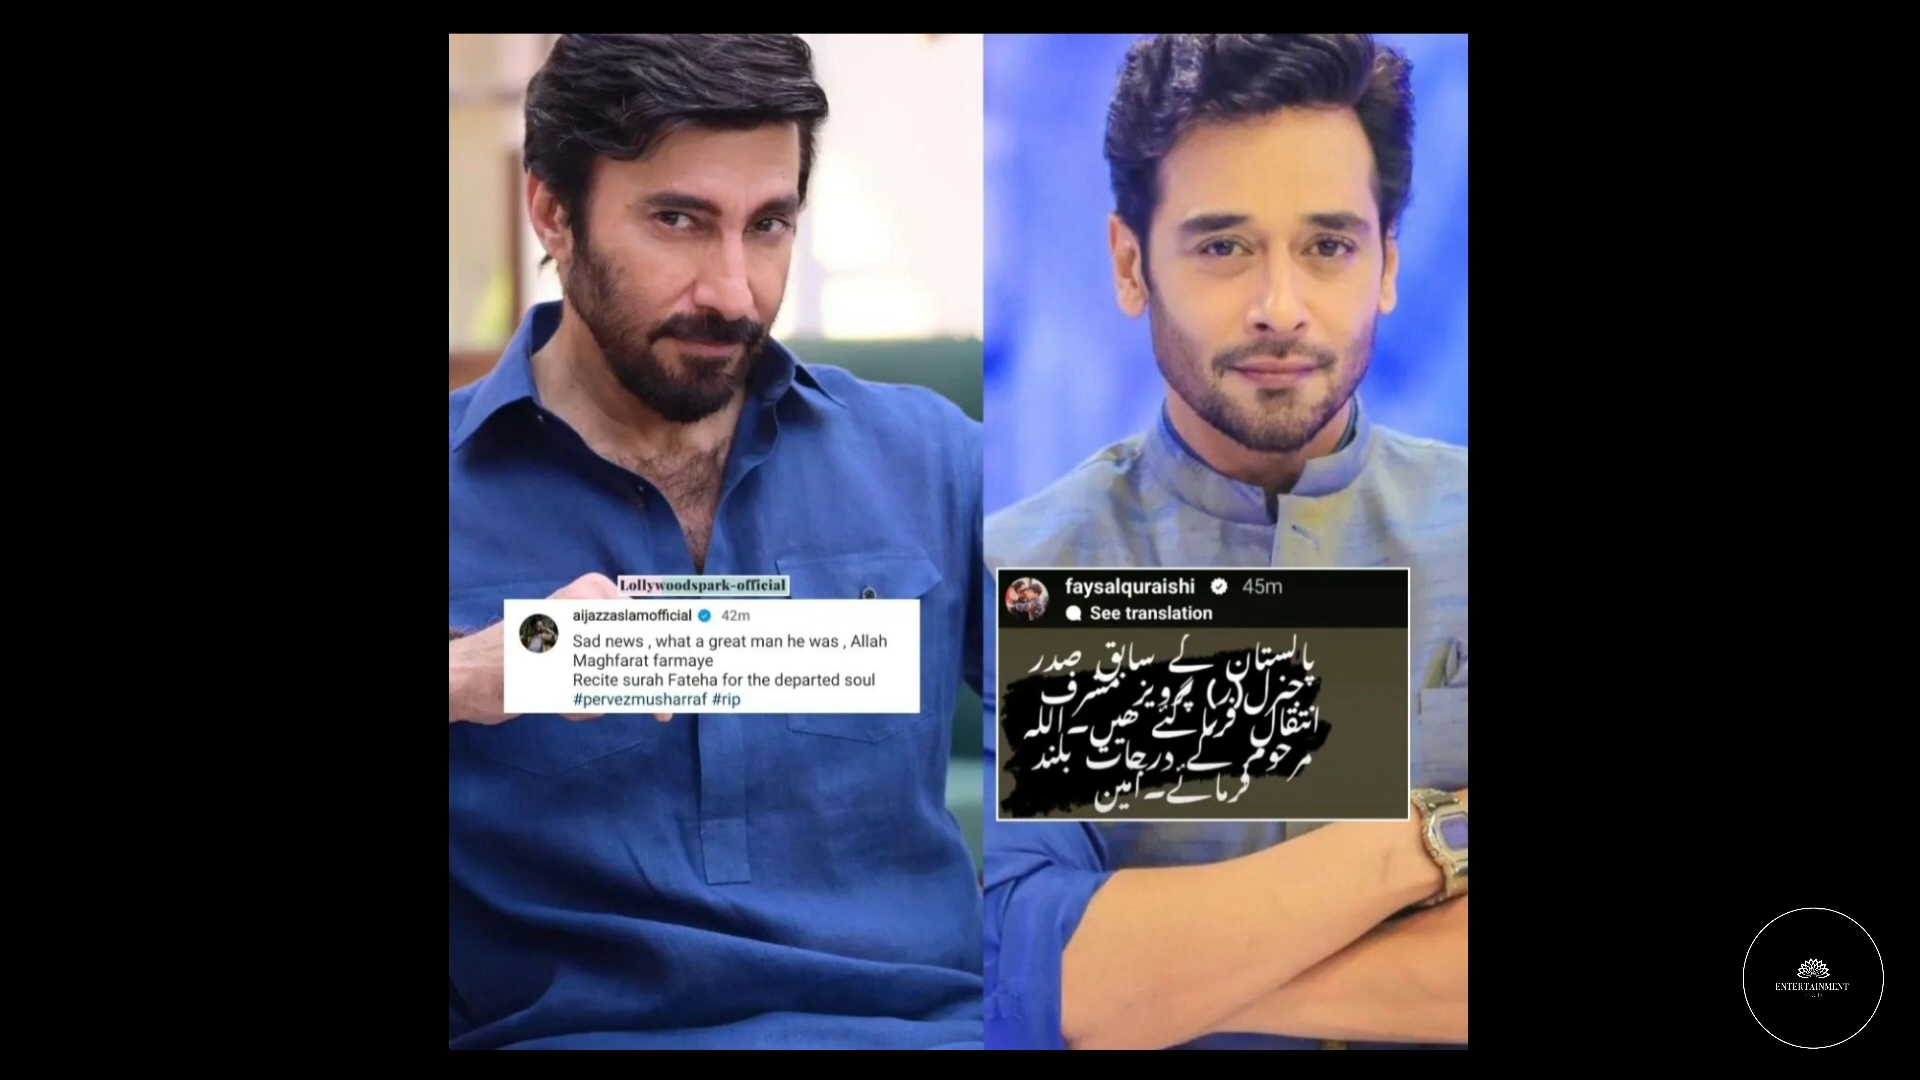 Lollywoodspark-official
aijazzaslamofficial 42m
Sad news , what a great man he was , Allah
Maghfarat farmaye
Recite surah Fateha for the departed soul
#pervezmusharraf #rip
faysalquraishi 45m
See translation
پاکستان کے سابق صدر
جنرل(ر) پرویز مشرف
انتقال فرما گئے ھیں۔اللہ
مرحوم کے درجات بلند
فرمائے۔آمین
ENTERTAINMENT